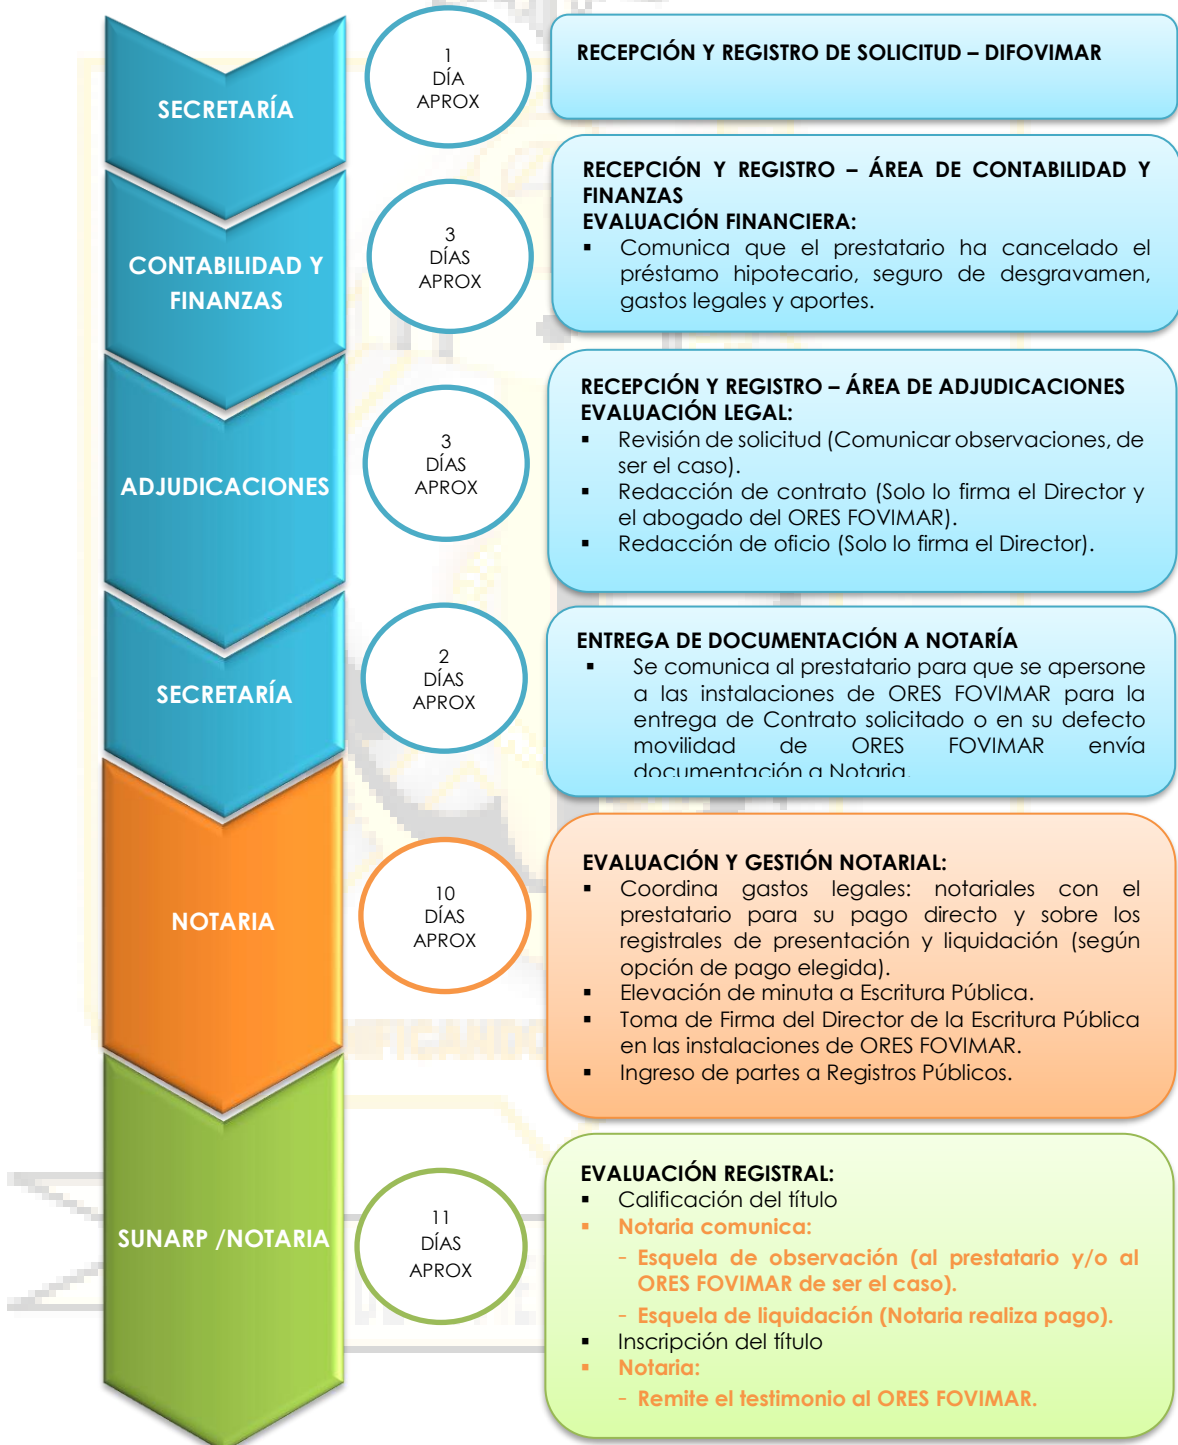 SECRETARÍA
1
DÍA
APROX
RECEPCIÓN Y REGISTRO DE SOLICITUD – DIFOVIMAR
CONTABILIDAD Y
FINANZAS
3
DÍAS
APROX
RECEPCIÓN Y REGISTRO – ÁREA DE CONTABILIDAD Y
FINANZAS
EVALUACIÓN FINANCIERA:
▪ Comunica que el prestatario ha cancelado el
préstamo hipotecario, seguro de desgravamen,
gastos legales y aportes.
ADJUDICACIONES
3
DÍAS
APROX
RECEPCIÓN Y REGISTRO – ÁREA DE ADJUDICACIONES
EVALUACIÓN LEGAL:
▪ Revisión de solicitud (Comunicar observaciones, de
ser el caso).
▪ Redacción de contrato (Solo lo firma el Director y
el abogado del ORES FOVIMAR).
▪ Redacción de oficio (Solo lo firma el Director).
SECRETARÍA
2
DÍAS
APROX
ENTREGA DE DOCUMENTACIÓN A NOTARÍA
▪ Se comunica al prestatario para que se apersone
a las instalaciones de ORES FOVIMAR para la
entrega de Contrato solicitado o en su defecto
movilidad de ORES FOVIMAR envía
documentación a Notaria.
NOTARIA
10
DÍAS
APROX
EVALUACIÓN Y GESTIÓN NOTARIAL:
▪ Coordina gastos legales: notariales con el
prestatario para su pago directo y sobre los
registrales de presentación y liquidación (según
opción de pago elegida).
▪ Elevación de minuta a Escritura Pública.
▪ Toma de Firma del Director de la Escritura Pública
en las instalaciones de ORES FOVIMAR.
▪ Ingreso de partes a Registros Públicos.
SUNARP /NOTARIA
11
DÍAS
APROX
EVALUACIÓN REGISTRAL:
▪ Calificación del título
▪ Notaria comunica:
- Esquela de observación (al prestatario y/o al
ORES FOVIMAR de ser el caso).
- Esquela de liquidación (Notaria realiza pago).
▪ Inscripción del título
▪ Notaria:
- Remite el testimonio al ORES FOVIMAR.